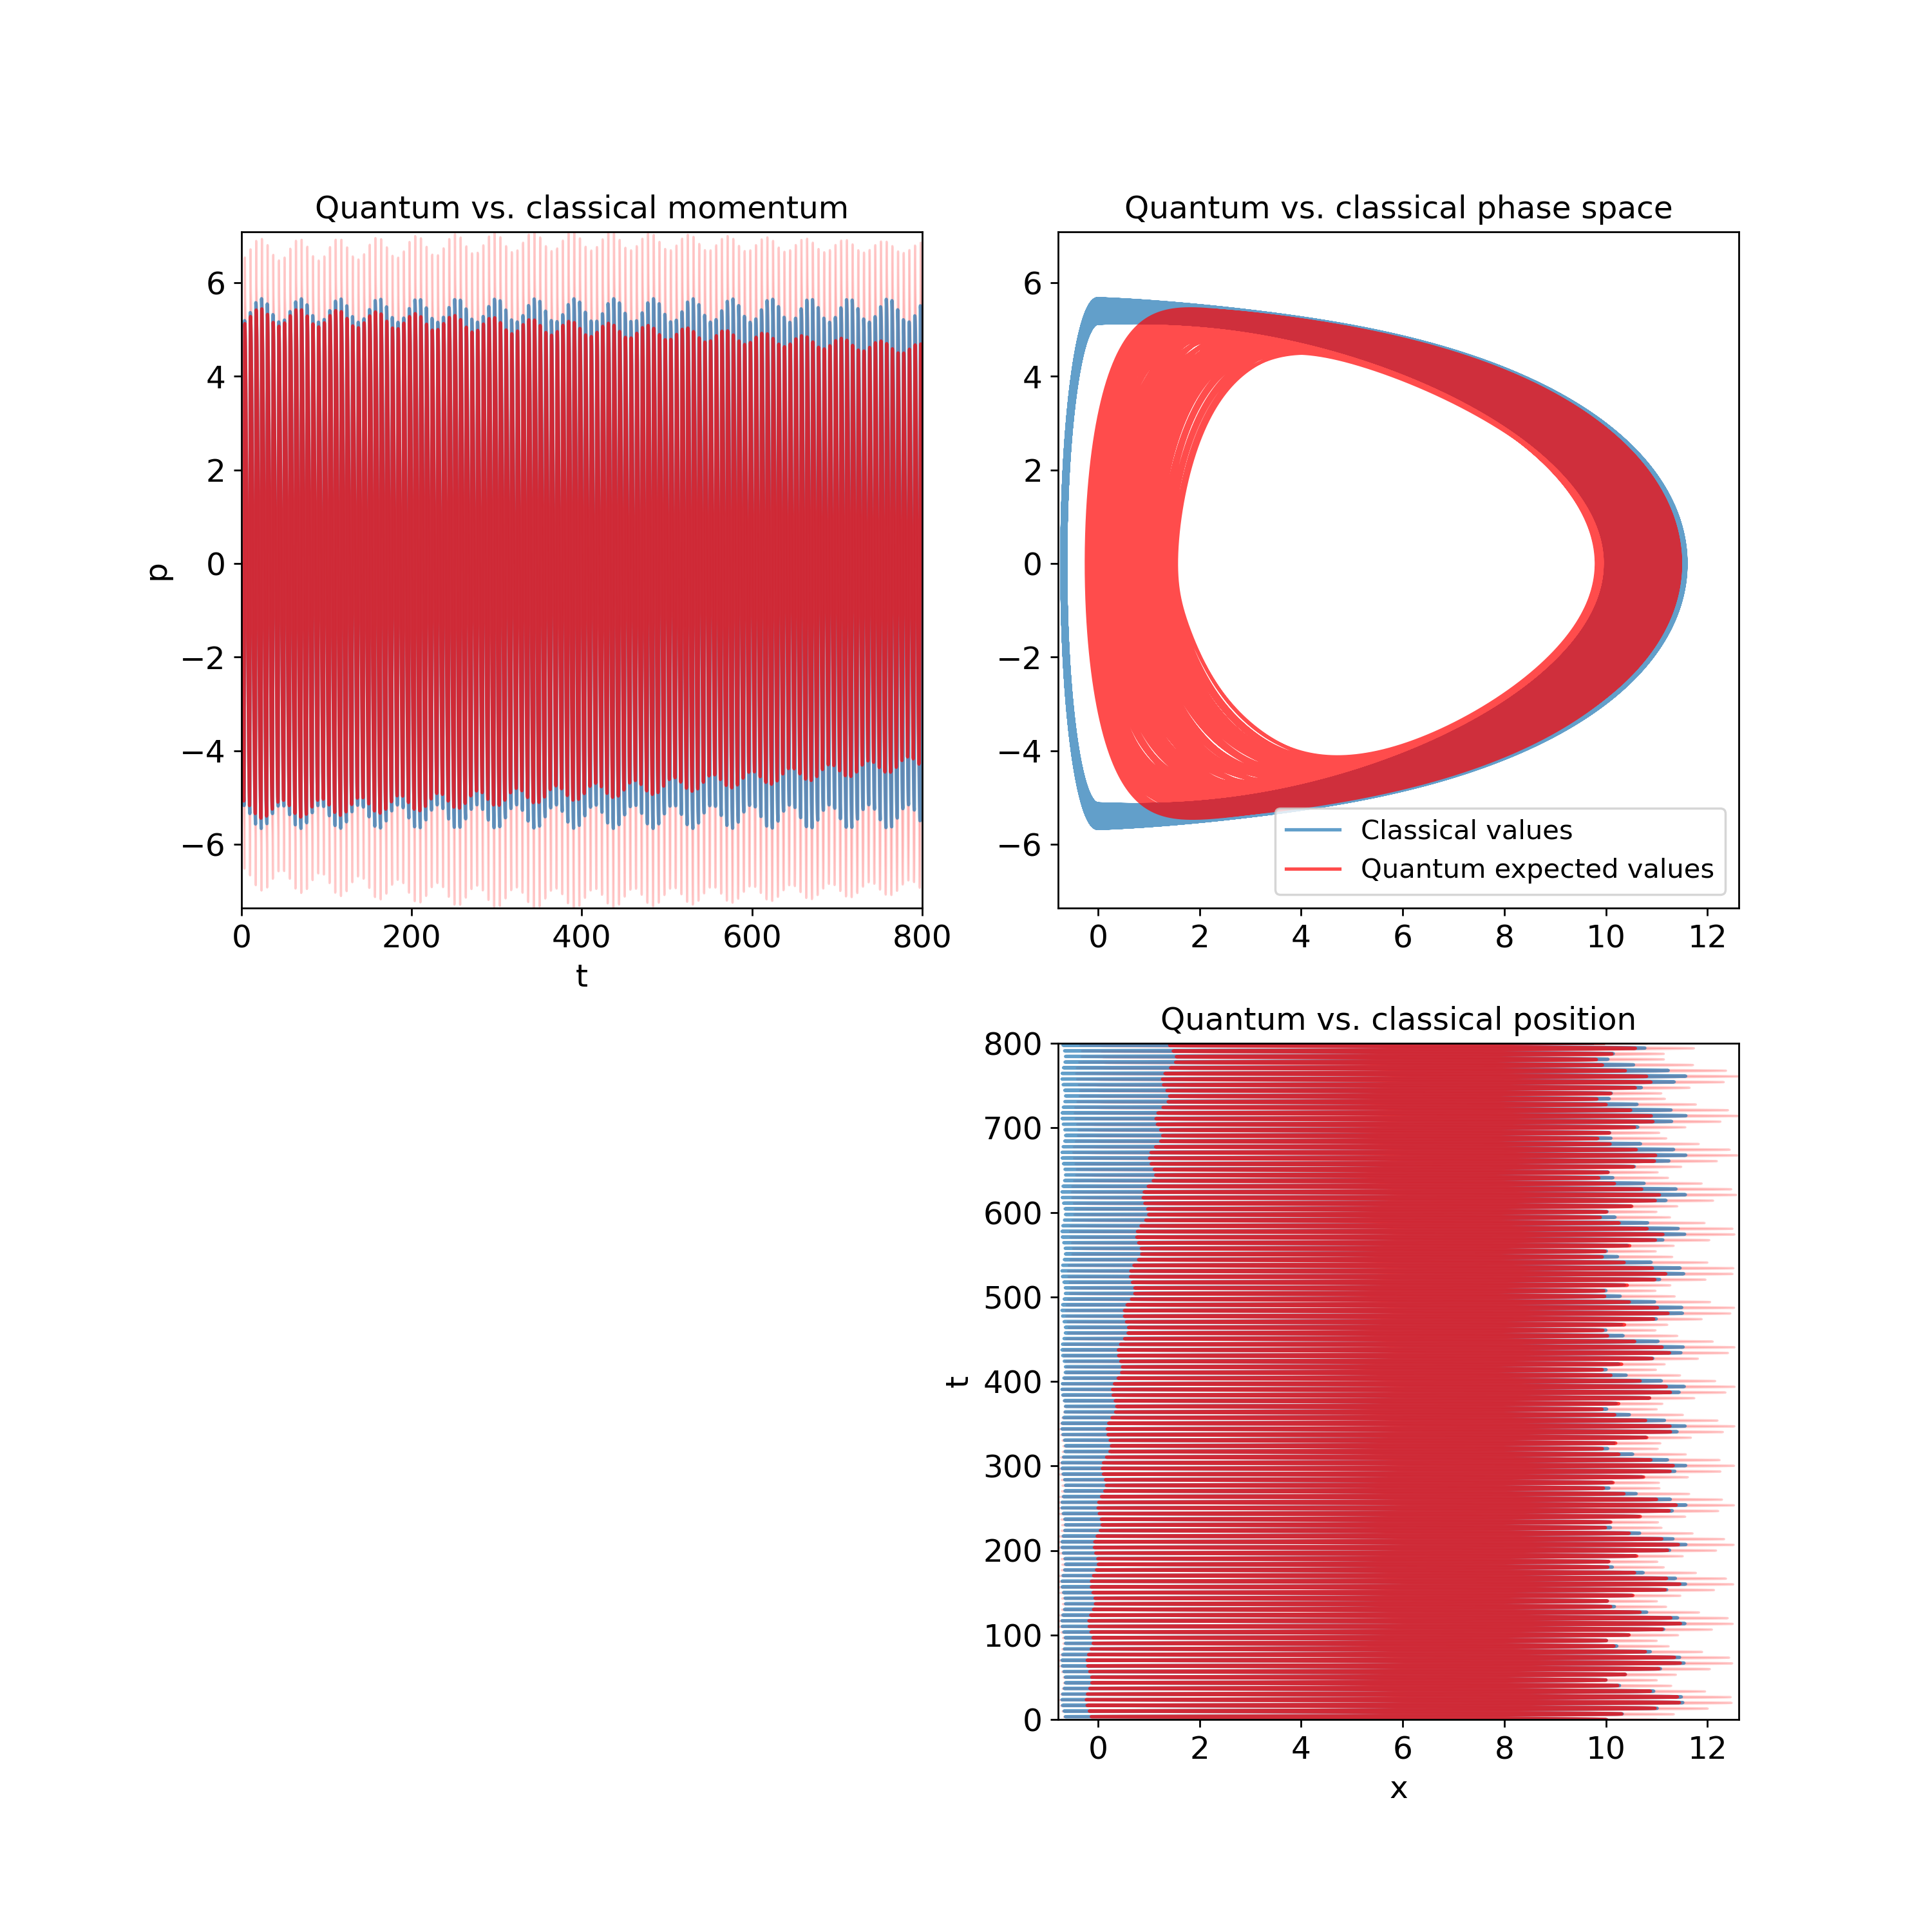 Quantum vs. classical momentum
6
4
2
0
−2
−4
−6
p
0 200 400 600 800
t
Quantum vs. classical phase space
6
4
2
0
−2
−4
−6
Classical values
Quantum expected values
0 2 4 6 8 10 12
Quantum vs. classical position
800
700
600
500
400
300
200
100
0
t
0 2 4 6 8 10 12
x